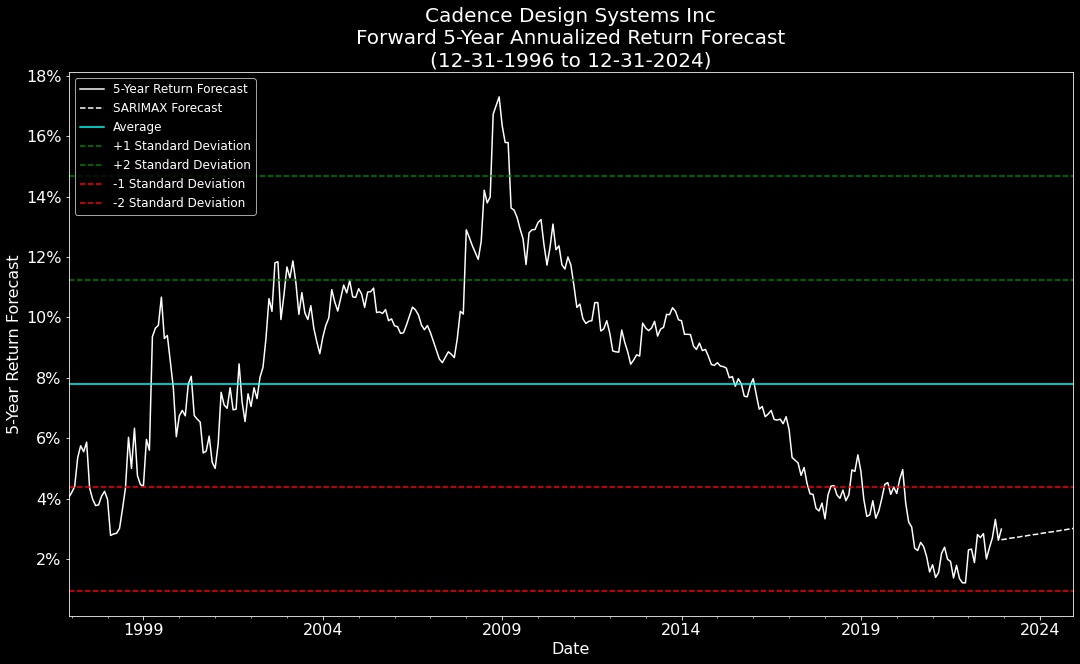 Cadence Design Systems Inc
Forward 5-Year Annualized Return Forecast
(12-31-1996 to 12-31-2024)
5-Year Return Forecast
SARIMAX Forecast
Average
+1 Standard Deviation
+2 Standard Deviation
-1 Standard Deviation
-2 Standard Deviation
18%
16%
14%
12%
10%
8%
6%
4%
2%
5-Year Return Forecast
1999
2004
2009
2014
2019
2024
Date